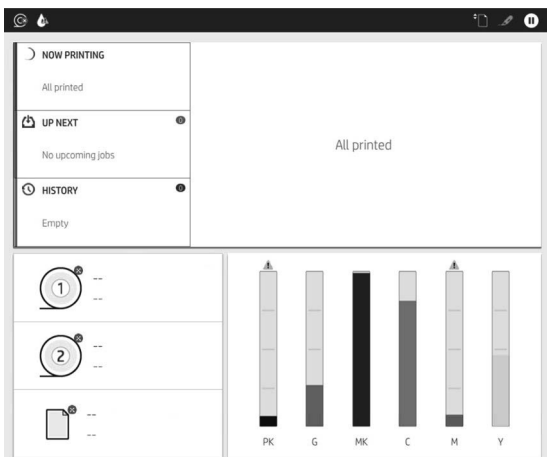 NOW PRINTING
All printed
UP NEXT
0
No upcoming jobs
HISTORY
0
Empty
All printed
1
--
--
2
--
--
--
--
PK G MK C M Y